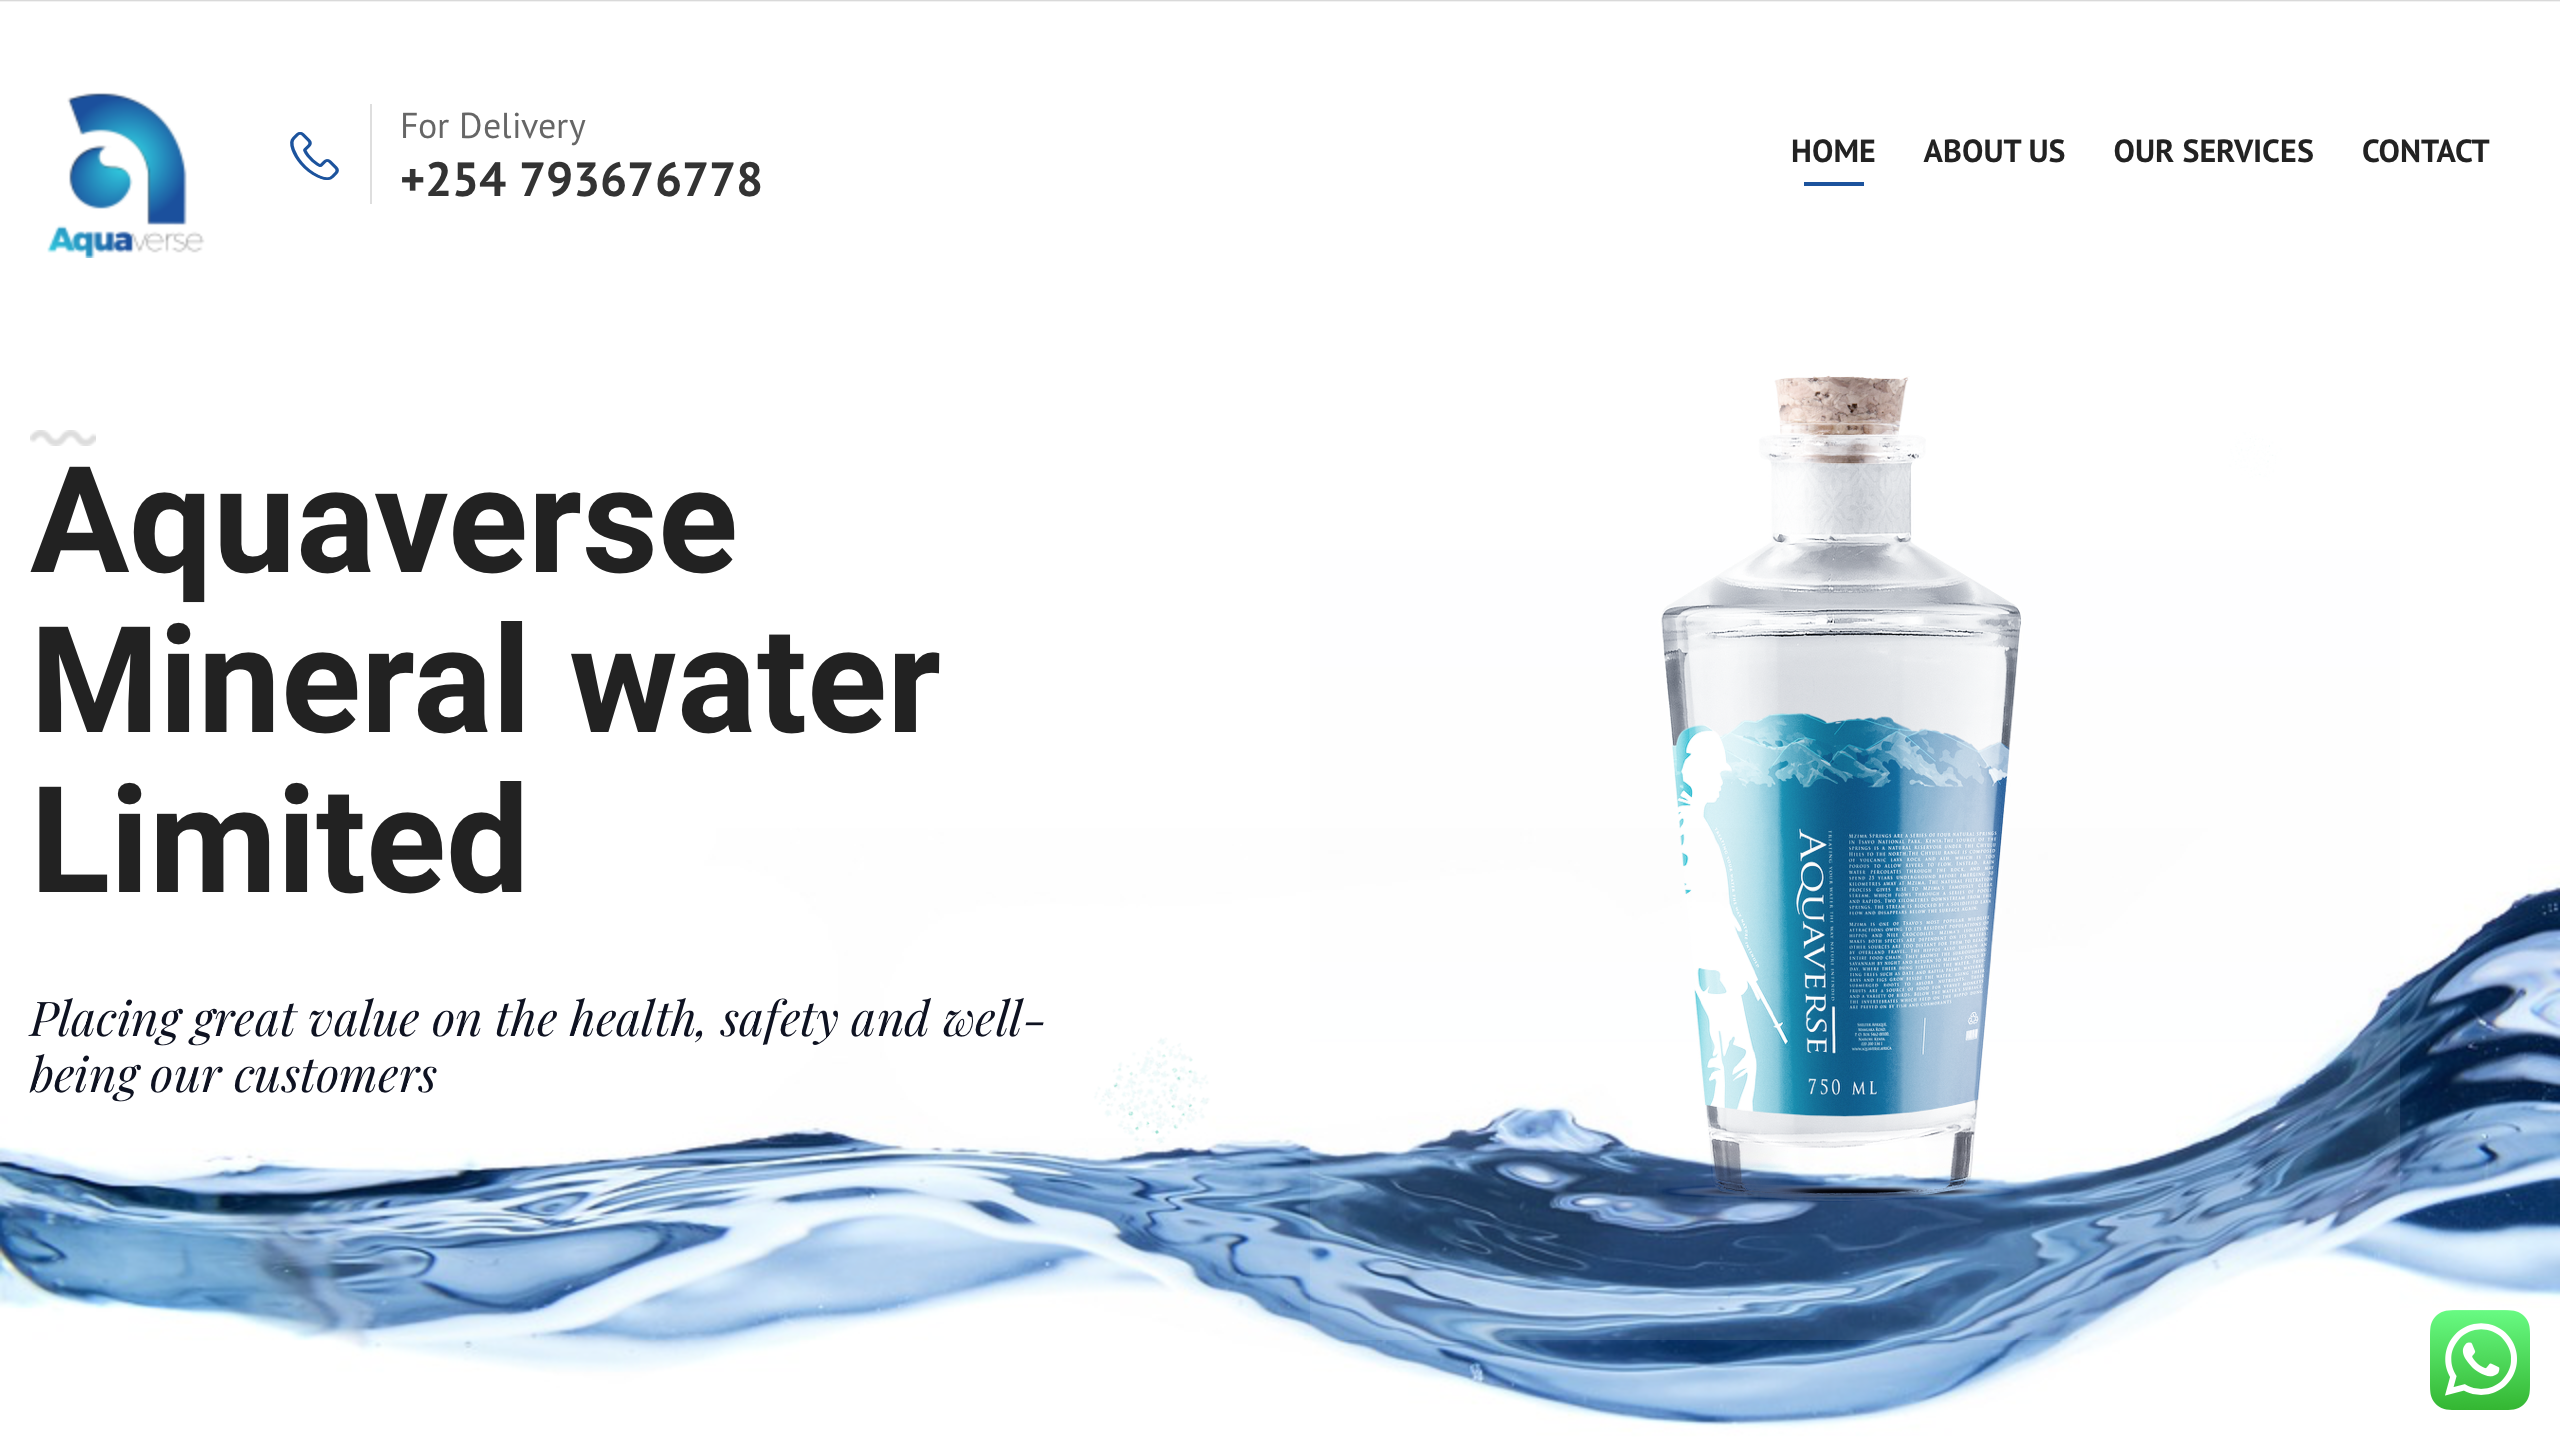 Aquaverse
For Delivery
+254 793676778
HOME
ABOUT US
OUR SERVICES
CONTACT
Aquaverse
Mineral water
Limited
Placing great value on the health, safety and well-
being our customers
AQUAVERSE
750 ML